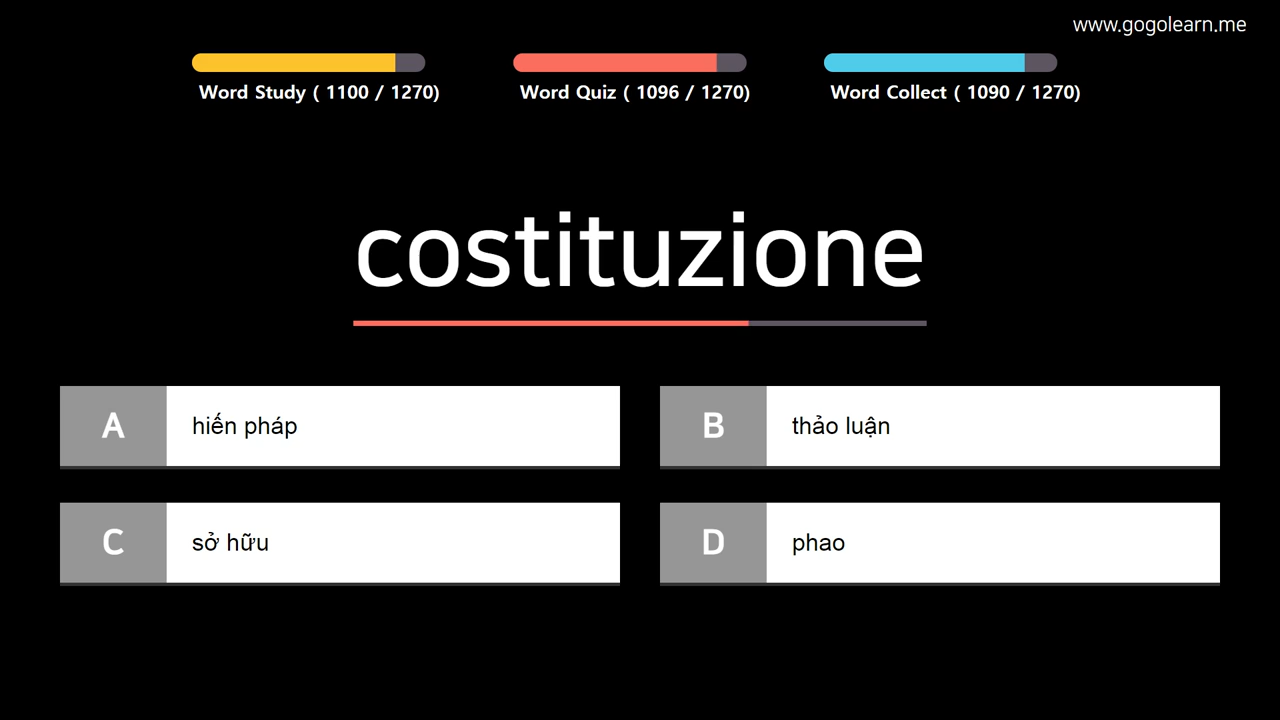 www.gogolearn.me
Word Study ( 1100 / 1270)
Word Quiz ( 1096 / 1270)
Word Collect ( 1090 / 1270)
costituzione
A hiến pháp
B thảo luận
C sở hữu
D phao